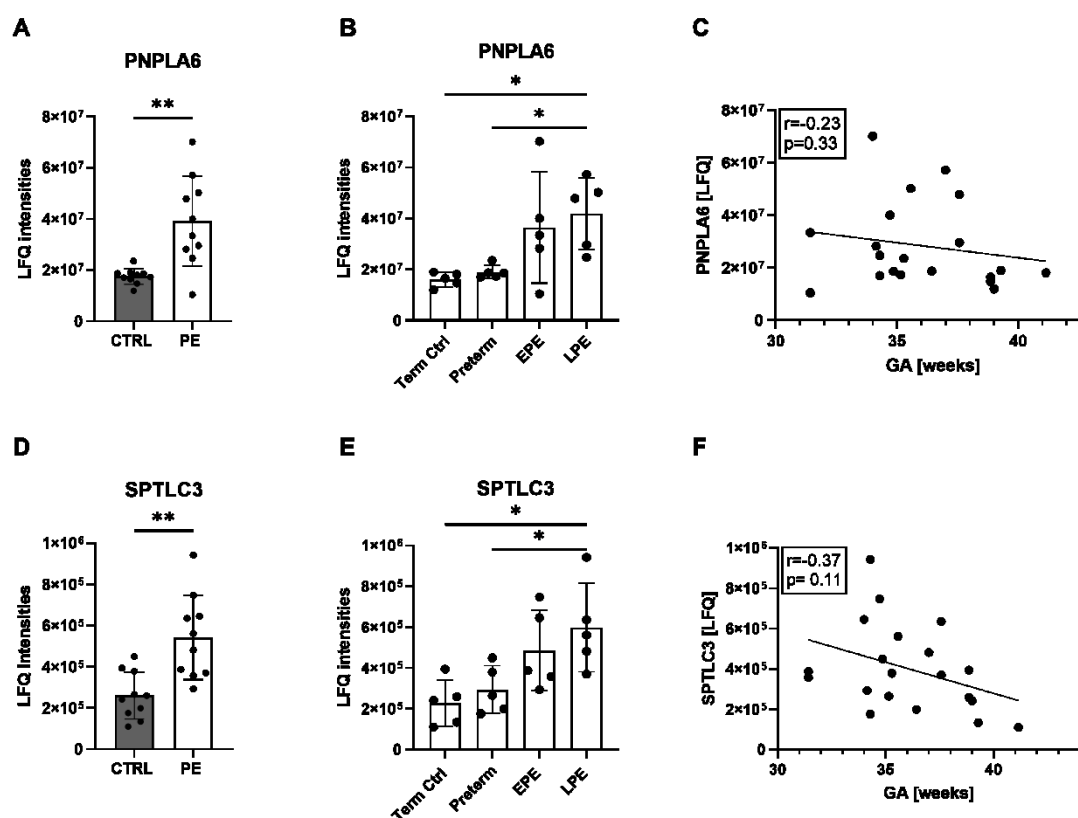 A
PNPLA6
**
8×10⁷
6×10⁷
4×10⁷
2×10⁷
0
LFQ intensities
CTRL
PE
B
PNPLA6
*
*
8×10⁷
6×10⁷
4×10⁷
2×10⁷
0
LFQ intensities
Term Ctrl
Preterm
EPE
LPE
C
r=-0.23
p=0.33
8×10⁷
6×10⁷
4×10⁷
2×10⁷
0
PNPLA6 [LFQ]
30
35
40
GA [weeks]
D
SPTLC3
**
1×10⁶
8×10⁵
6×10⁵
4×10⁵
2×10⁵
0
LFQ Intensities
CTRL
PE
E
SPTLC3
*
*
1×10⁶
8×10⁵
6×10⁵
4×10⁵
2×10⁵
0
LFQ intensities
Term Ctrl
Preterm
EPE
LPE
F
r=-0.37
p= 0.11
1×10⁶
8×10⁵
6×10⁵
4×10⁵
2×10⁵
0
SPTLC3 [LFQ]
30
35
40
GA [weeks]